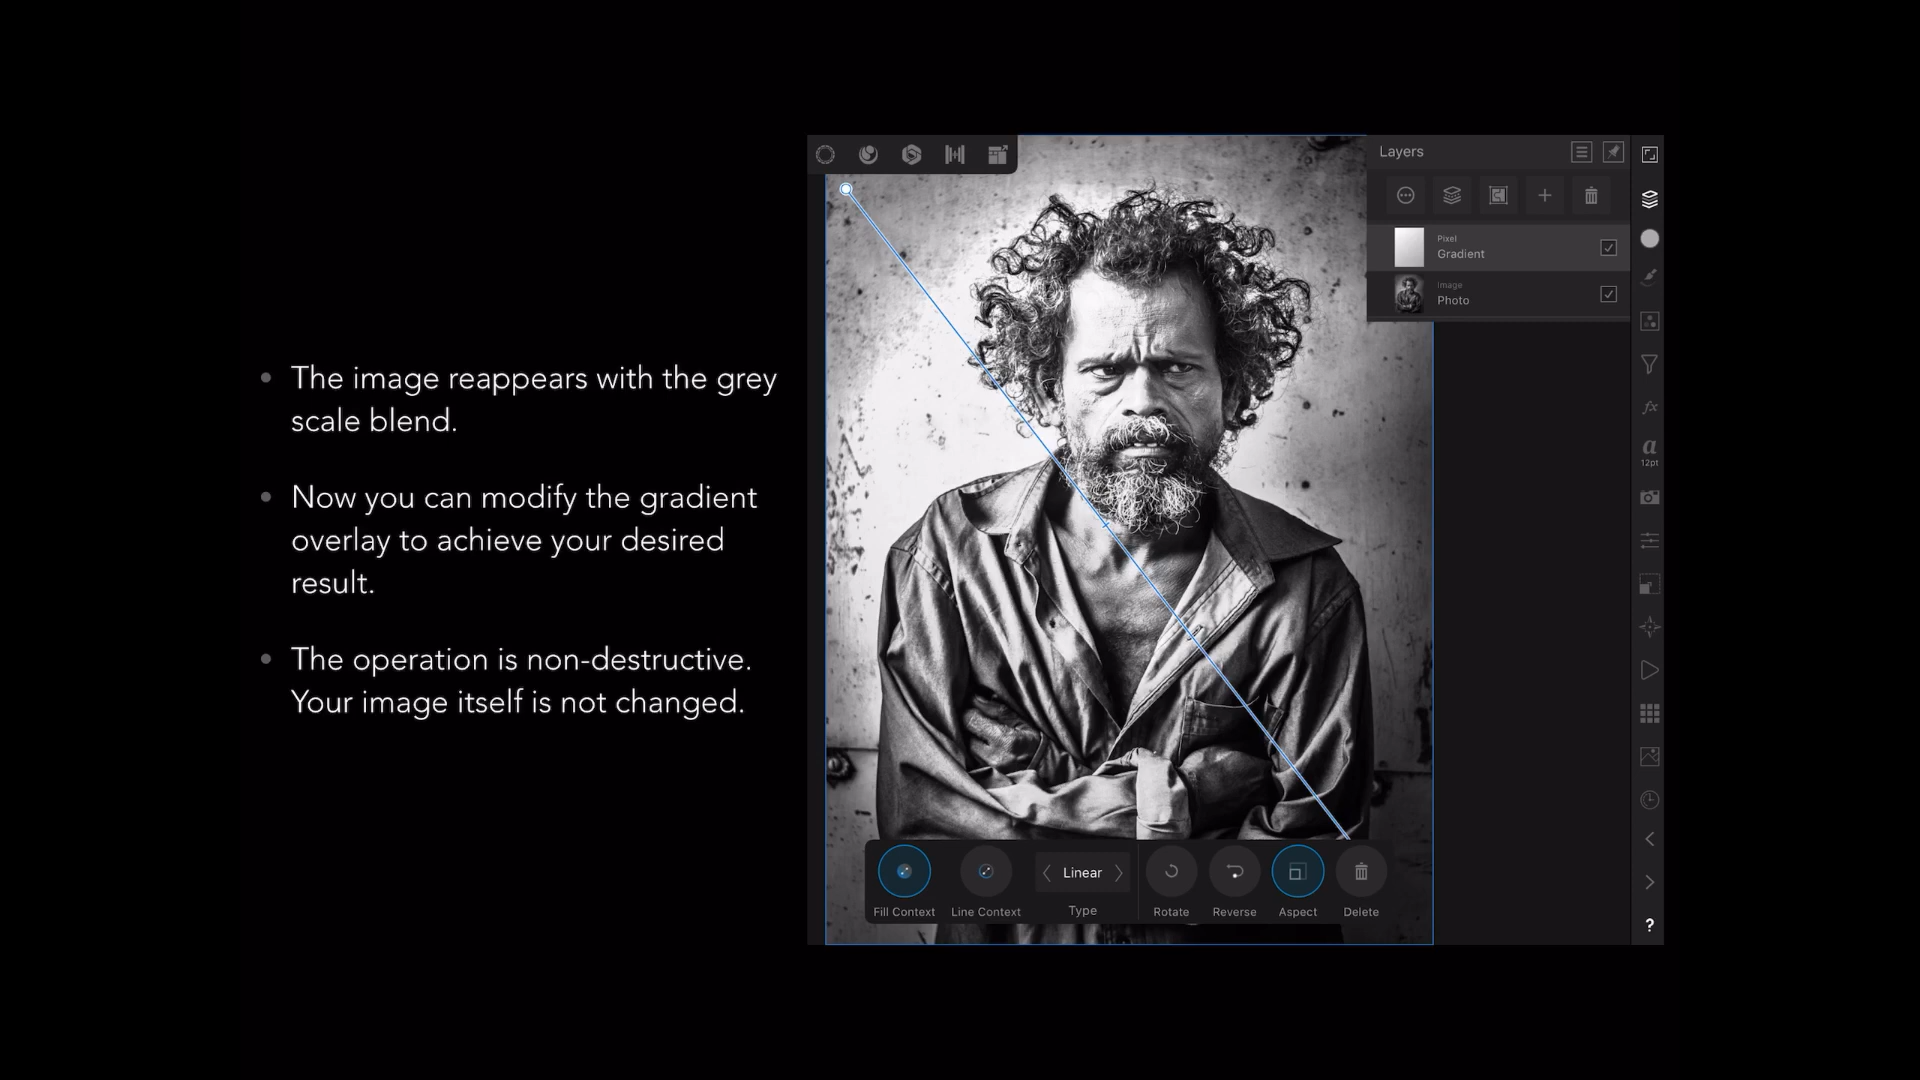 The image reappears with the grey
scale blend.
Now you can modify the gradient
overlay to achieve your desired
result.
The operation is non-destructive.
Your image itself is not changed.
Layers
Pixel
Gradient
Image
Photo
a
12pt
fx
?
Linear
Fill Context
Line Context
Type
Rotate
Reverse
Aspect
Delete